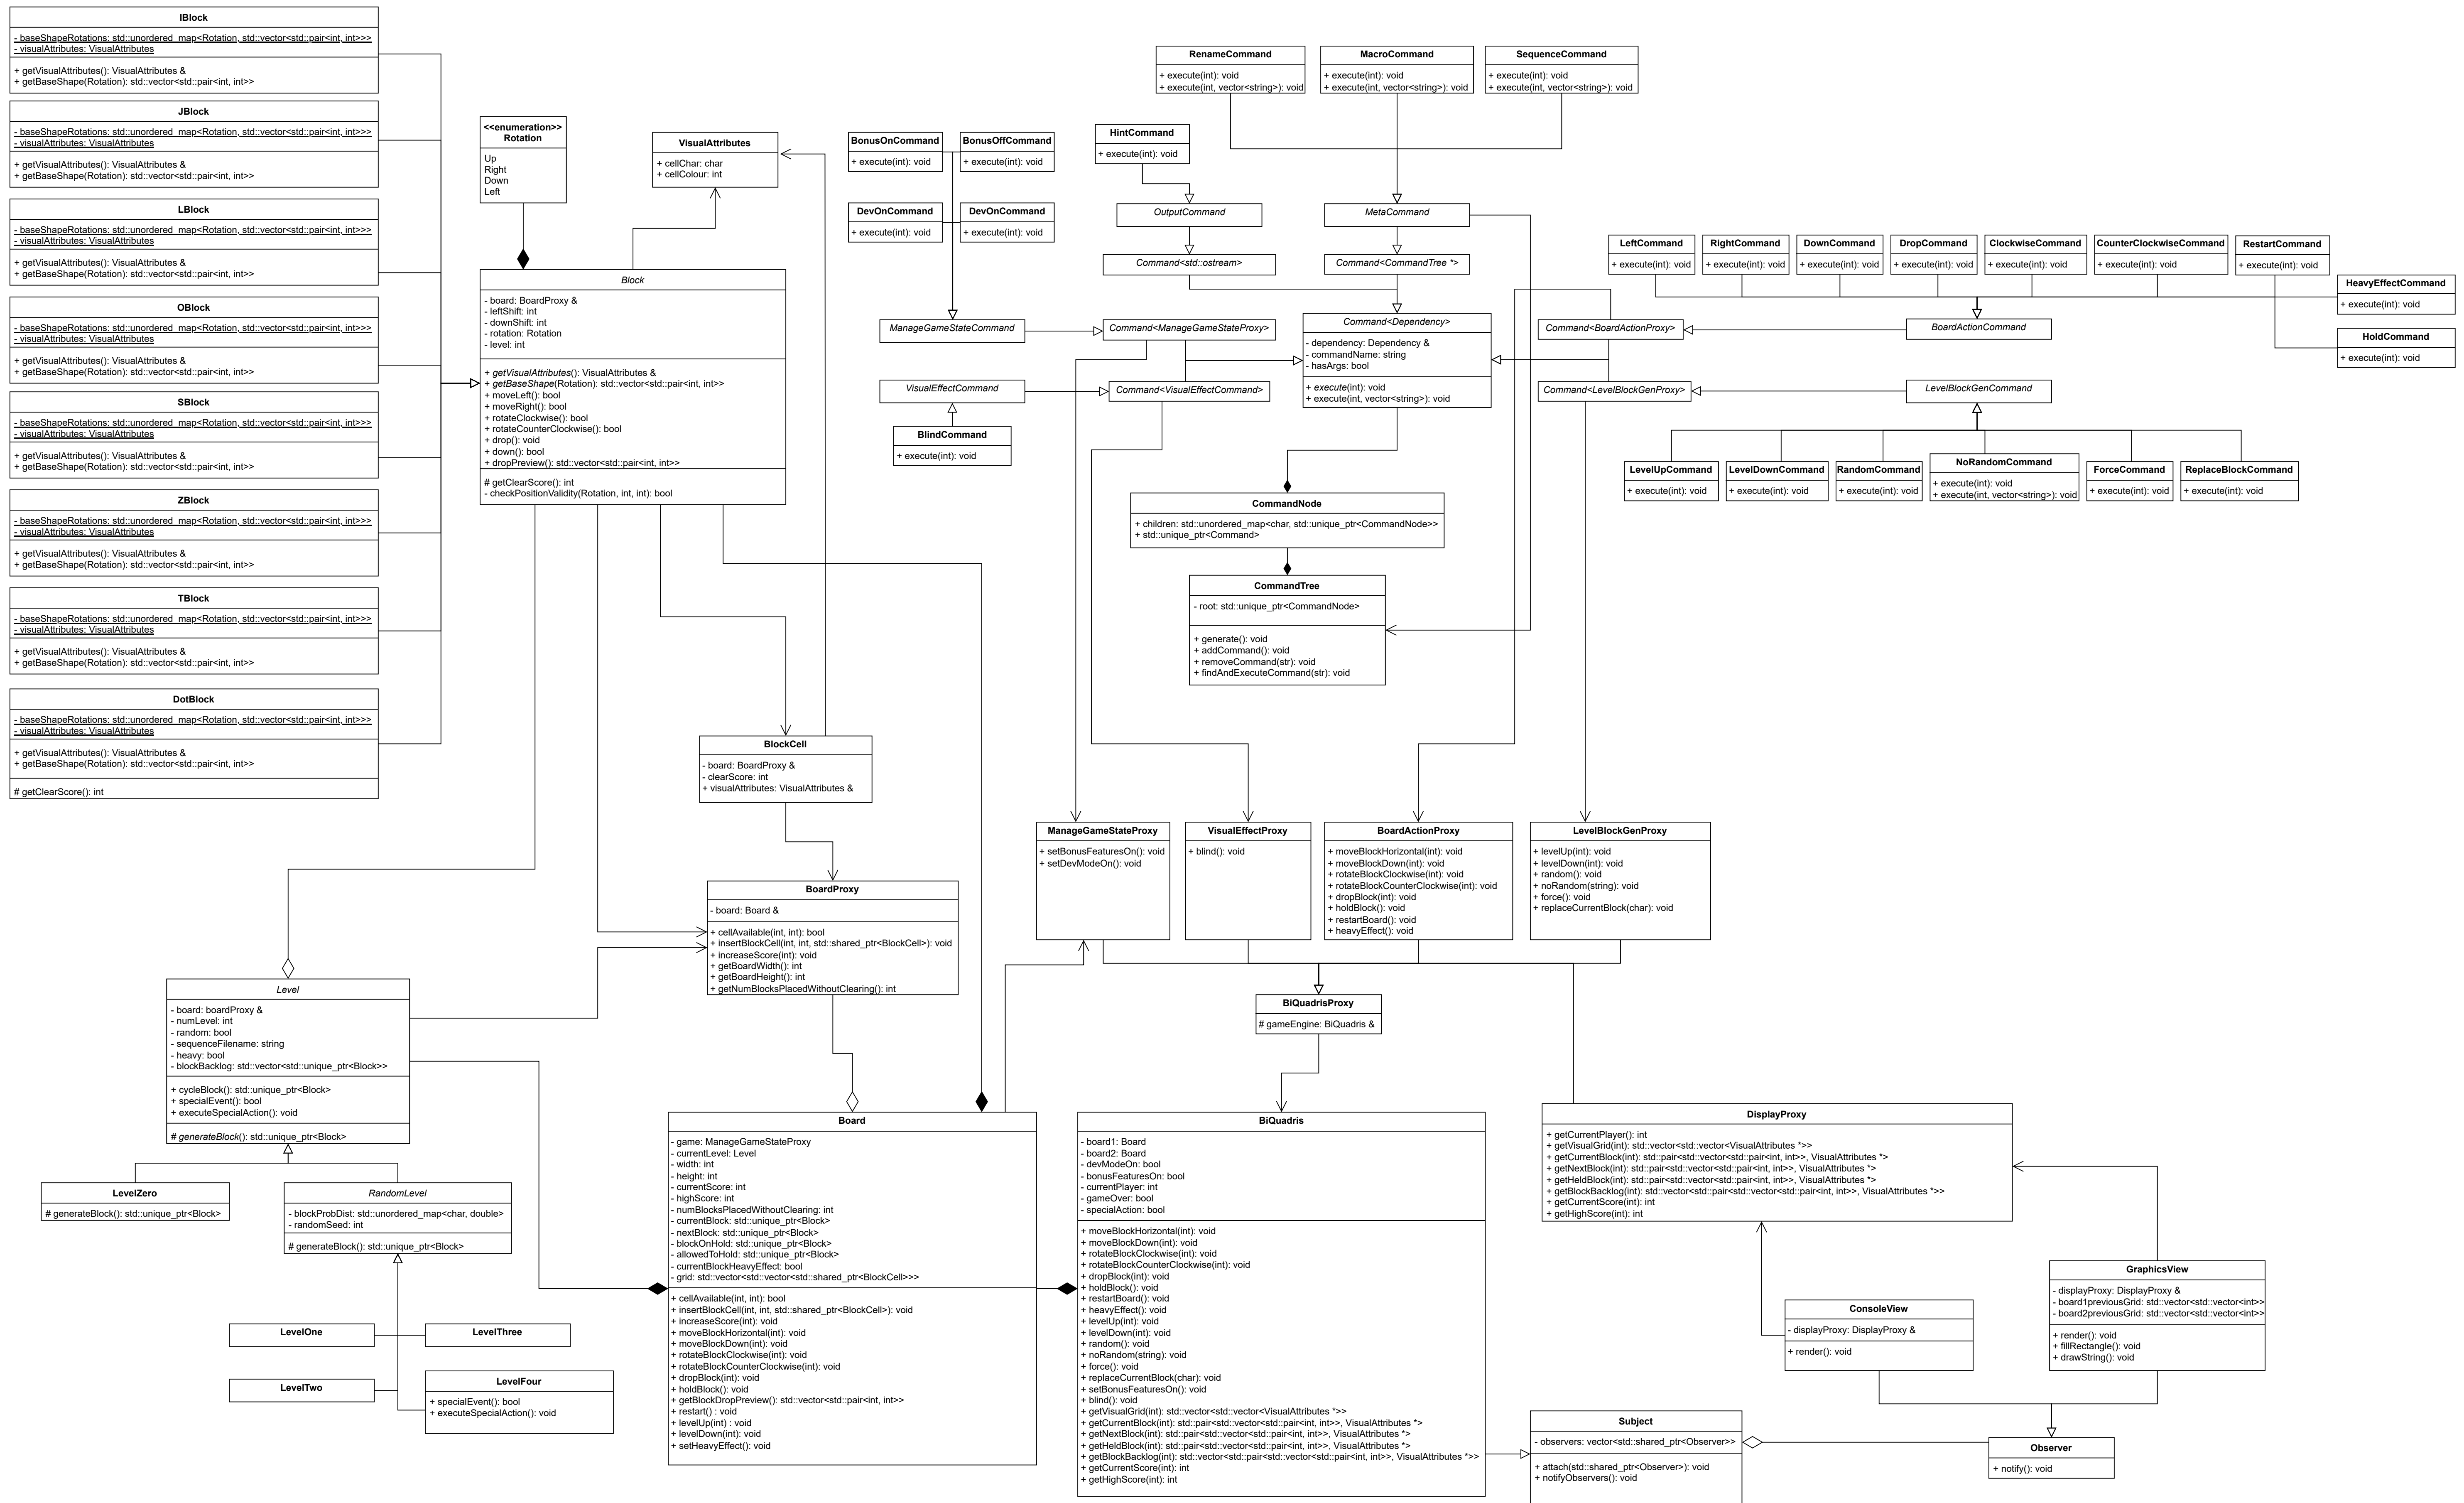 IBlock
- baseShapeRotations: std::unordered_map<Rotation, std::vector<std::pair<int, int>>>
- visualAttributes: VisualAttributes
+ getVisualAttributes(): VisualAttributes &
+ getBaseShape(Rotation): std::vector<std::pair<int, int>>
JBlock
- baseShapeRotations: std::unordered_map<Rotation, std::vector<std::pair<int, int>>>
- visualAttributes: VisualAttributes
+ getVisualAttributes(): VisualAttributes &
+ getBaseShape(Rotation): std::vector<std::pair<int, int>>
LBlock
- baseShapeRotations: std::unordered_map<Rotation, std::vector<std::pair<int, int>>>
- visualAttributes: VisualAttributes
+ getVisualAttributes(): VisualAttributes &
+ getBaseShape(Rotation): std::vector<std::pair<int, int>>
OBlock
- baseShapeRotations: std::unordered_map<Rotation, std::vector<std::pair<int, int>>>
- visualAttributes: VisualAttributes
+ getVisualAttributes(): VisualAttributes &
+ getBaseShape(Rotation): std::vector<std::pair<int, int>>
SBlock
- baseShapeRotations: std::unordered_map<Rotation, std::vector<std::pair<int, int>>>
- visualAttributes: VisualAttributes
+ getVisualAttributes(): VisualAttributes &
+ getBaseShape(Rotation): std::vector<std::pair<int, int>>
ZBlock
- baseShapeRotations: std::unordered_map<Rotation, std::vector<std::pair<int, int>>>
- visualAttributes: VisualAttributes
+ getVisualAttributes(): VisualAttributes &
+ getBaseShape(Rotation): std::vector<std::pair<int, int>>
TBlock
- baseShapeRotations: std::unordered_map<Rotation, std::vector<std::pair<int, int>>>
- visualAttributes: VisualAttributes
+ getVisualAttributes(): VisualAttributes &
+ getBaseShape(Rotation): std::vector<std::pair<int, int>>
DotBlock
- baseShapeRotations: std::unordered_map<Rotation, std::vector<std::pair<int, int>>>
- visualAttributes: VisualAttributes
+ getVisualAttributes(): VisualAttributes &
+ getBaseShape(Rotation): std::vector<std::pair<int, int>>
# getClearScore(): int
<<enumeration>>
Rotation
Up
Right
Down
Left
VisualAttributes
+ cellChar: char
+ cellColour: int
Block
- board: BoardProxy &
- leftShift: int
- downShift: int
- rotation: Rotation
- level: int
+ getVisualAttributes(): VisualAttributes &
+ getBaseShape(Rotation): std::vector<std::pair<int, int>>
+ moveLeft(): bool
+ moveRight(): bool
+ rotateClockwise(): bool
+ rotateCounterClockwise(): bool
+ drop(): void
+ down(): bool
+ dropPreview(): std::vector<std::pair<int, int>>
# getClearScore(): int
- checkPositionValidity(Rotation, int, int): bool
BonusOnCommand
+ execute(int): void
BonusOffCommand
+ execute(int): void
DevOnCommand
+ execute(int): void
DevOnCommand
+ execute(int): void
RenameCommand
+ execute(int): void
+ execute(int, vector<string>): void
MacroCommand
+ execute(int): void
+ execute(int, vector<string>): void
SequenceCommand
+ execute(int): void
+ execute(int, vector<string>): void
HintCommand
+ execute(int): void
OutputCommand
MetaCommand
Command<std::ostream>
Command<CommandTree *>
ManageGameStateCommand
Command<ManageGameStateProxy>
VisualEffectCommand
Command<VisualEffectCommand>
BlindCommand
+ execute(int): void
Command<Dependency>
- dependency: Dependency &
- commandName: string
- hasArgs: bool
+ execute(int): void
+ execute(int, vector<string>): void
LeftCommand
+ execute(int): void
RightCommand
+ execute(int): void
DownCommand
+ execute(int): void
DropCommand
+ execute(int): void
ClockwiseCommand
+ execute(int): void
CounterClockwiseCommand
+ execute(int): void
RestartCommand
+ execute(int): void
HeavyEffectCommand
+ execute(int): void
HoldCommand
+ execute(int): void
Command<BoardActionProxy>
BoardActionCommand
Command<LevelBlockGenProxy>
LevelBlockGenCommand
LevelUpCommand
+ execute(int): void
LevelDownCommand
+ execute(int): void
RandomCommand
+ execute(int): void
NoRandomCommand
+ execute(int): void
+ execute(int, vector<string>): void
ForceCommand
+ execute(int): void
ReplaceBlockCommand
+ execute(int): void
CommandNode
+ children: std::unordered_map<char, std::unique_ptr<CommandNode>>
+ std::unique_ptr<Command>
CommandTree
- root: std::unique_ptr<CommandNode>
+ generate(): void
+ addCommand(): void
+ removeCommand(str): void
+ findAndExecuteCommand(str): void
BlockCell
- board: BoardProxy &
- clearScore: int
+ visualAttributes: VisualAttributes &
BoardProxy
- board: Board &
+ cellAvailable(int, int): bool
+ insertBlockCell(int, int, std::shared_ptr<BlockCell>): void
+ increaseScore(int): void
+ getBoardWidth(): int
+ getBoardHeight(): int
+ getNumBlocksPlacedWithoutClearing(): int
ManageGameStateProxy
+ setBonusFeaturesOn(): void
+ setDevModeOn(): void
VisualEffectProxy
+ blind(): void
BoardActionProxy
+ moveBlockHorizontal(int): void
+ moveBlockDown(int): void
+ rotateBlockClockwise(int): void
+ rotateBlockCounterClockwise(int): void
+ dropBlock(int): void
+ holdBlock(): void
+ restartBoard(): void
+ heavyEffect(): void
LevelBlockGenProxy
+ levelUp(int): void
+ levelDown(int): void
+ random(): void
+ noRandom(string): void
+ force(): void
+ replaceCurrentBlock(char): void
BiQuadrisProxy
# gameEngine: BiQuadris &
Level
- board: boardProxy &
- numLevel: int
- random: bool
- sequenceFilename: string
- heavy: bool
- blockBacklog: std::vector<std::unique_ptr<Block>>
+ cycleBlock(): std::unique_ptr<Block>
+ specialEvent(): bool
+ executeSpecialAction(): void
# generateBlock(): std::unique_ptr<Block>
LevelZero
# generateBlock(): std::unique_ptr<Block>
RandomLevel
- blockProbDist: std::unordered_map<char, double>
- randomSeed: int
# generateBlock(): std::unique_ptr<Block>
LevelOne
LevelThree
LevelTwo
LevelFour
+ specialEvent(): bool
+ executeSpecialAction(): void
Board
- game: ManageGameStateProxy
- currentLevel: Level
- width: int
- height: int
- currentScore: int
- highScore: int
- numBlocksPlacedWithoutClearing: int
- currentBlock: std::unique_ptr<Block>
- nextBlock: std::unique_ptr<Block>
- blockOnHold: std::unique_ptr<Block>
- allowedToHold: std::unique_ptr<Block>
- currentBlockHeavyEffect: bool
- grid: std::vector<std::vector<std::shared_ptr<BlockCell>>>
+ cellAvailable(int, int): bool
+ insertBlockCell(int, int, std::shared_ptr<BlockCell>): void
+ increaseScore(int): void
+ moveBlockHorizontal(int): void
+ moveBlockDown(int): void
+ rotateBlockClockwise(int): void
+ rotateBlockCounterClockwise(int): void
+ dropBlock(int): void
+ holdBlock(): void
+ getBlockDropPreview(): std::vector<std::pair<int, int>>
+ restart() : void
+ levelUp(int) : void
+ levelDown(int): void
+ setHeavyEffect(): void
BiQuadris
- board1: Board
- board2: Board
- devModeOn: bool
- bonusFeaturesOn: bool
- currentPlayer: int
- gameOver: bool
- specialAction: bool
+ moveBlockHorizontal(int): void
+ moveBlockDown(int): void
+ rotateBlockClockwise(int): void
+ rotateBlockCounterClockwise(int): void
+ dropBlock(int): void
+ holdBlock(): void
+ restartBoard(): void
+ heavyEffect(): void
+ levelUp(int): void
+ levelDown(int): void
+ random(): void
+ noRandom(string): void
+ force(): void
+ replaceCurrentBlock(char): void
+ setBonusFeaturesOn(): void
+ blind(): void
+ getVisualGrid(int): std::vector<std::vector<VisualAttributes *>>
+ getCurrentBlock(int): std::pair<std::vector<std::pair<int, int>>, VisualAttributes *>
+ getNextBlock(int): std::pair<std::vector<std::pair<int, int>>, VisualAttributes *>
+ getHeldBlock(int): std::pair<std::vector<std::pair<int, int>>, VisualAttributes *>
+ getBlockBacklog(int): std::vector<std::pair<std::vector<std::pair<int, int>>, VisualAttributes *>>
+ getCurrentScore(int): int
+ getHighScore(int): int
DisplayProxy
+ getCurrentPlayer(): int
+ getVisualGrid(int): std::vector<std::vector<VisualAttributes *>>
+ getCurrentBlock(int): std::pair<std::vector<std::pair<int, int>>, VisualAttributes *>
+ getNextBlock(int): std::pair<std::vector<std::pair<int, int>>, VisualAttributes *>
+ getHeldBlock(int): std::pair<std::vector<std::pair<int, int>>, VisualAttributes *>
+ getBlockBacklog(int): std::vector<std::pair<std::vector<std::pair<int, int>>, VisualAttributes *>>
+ getCurrentScore(int): int
+ getHighScore(int): int
ConsoleView
- displayProxy: DisplayProxy &
+ render(): void
GraphicsView
- displayProxy: DisplayProxy &
- board1previousGrid: std::vector<std::vector<int>>
- board2previousGrid: std::vector<std::vector<int>>
+ render(): void
+ fillRectangle(): void
+ drawString(): void
Subject
- observers: vector<std::shared_ptr<Observer>>
+ attach(std::shared_ptr<Observer>): void
+ notifyObservers(): void
Observer
+ notify(): void